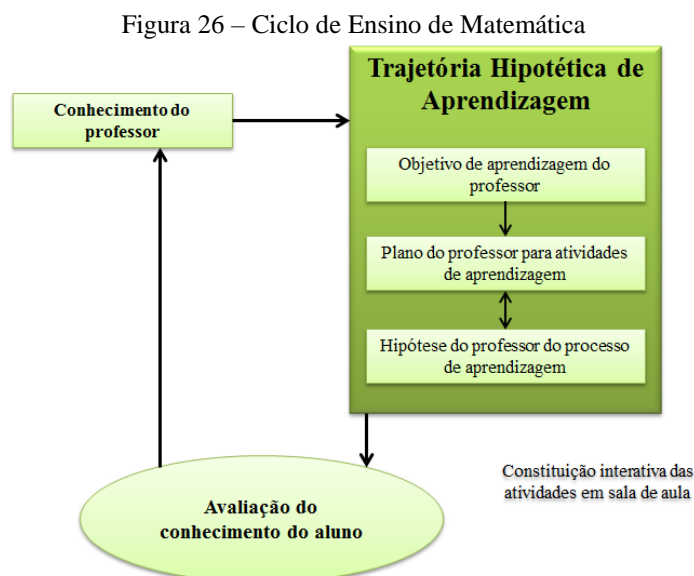 Figura 26 – Ciclo de Ensino de Matemática
Trajetória Hipotética de
Aprendizagem
Conhecimento do
professor
Objetivo de aprendizagem do
professor
Plano do professor para atividades
de aprendizagem
Hipótese do professor do processo
de aprendizagem
Constituição interativa das
atividades em sala de aula
Avaliação do
conhecimento do aluno